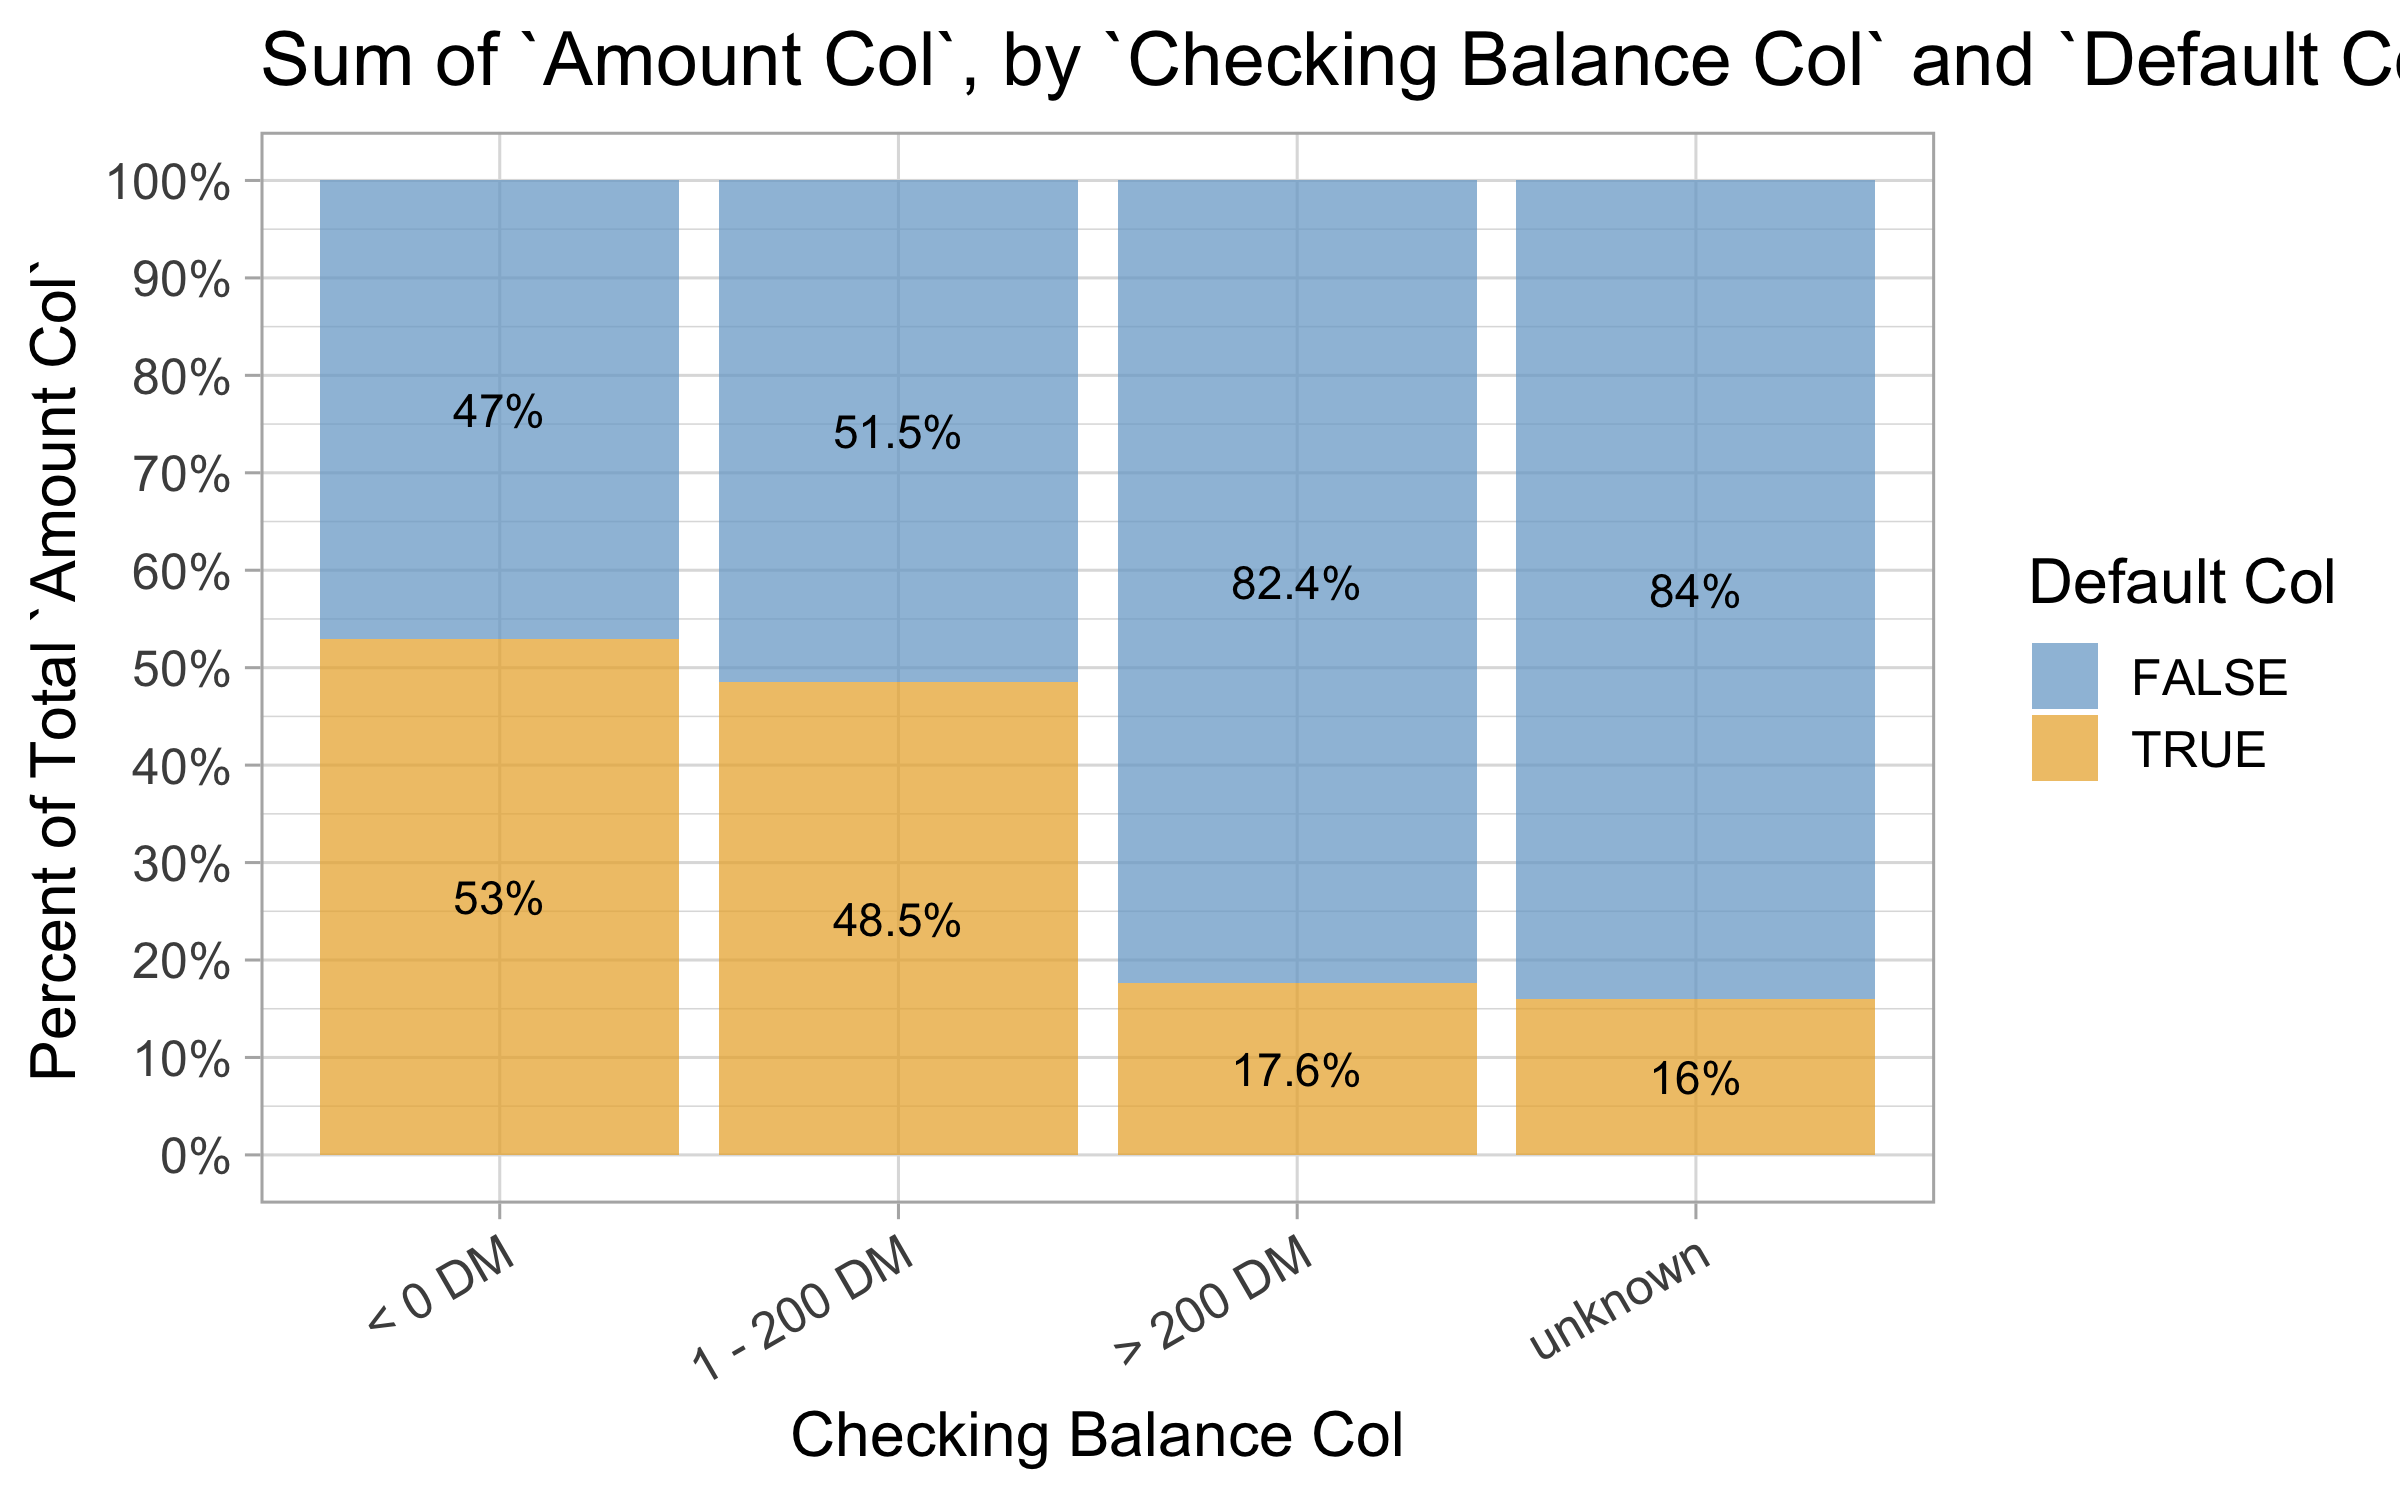 Sum of `Amount Col`, by `Checking Balance Col` and `Default Co
Percent of Total `Amount Col`
100%
90%
80%
70%
60%
50%
40%
30%
20%
10%
0%
47%
51.5%
82.4%
84%
53%
48.5%
17.6%
16%
Default Col
FALSE
TRUE
< 0 DM
1 - 200 DM
> 200 DM
unknown
Checking Balance Col